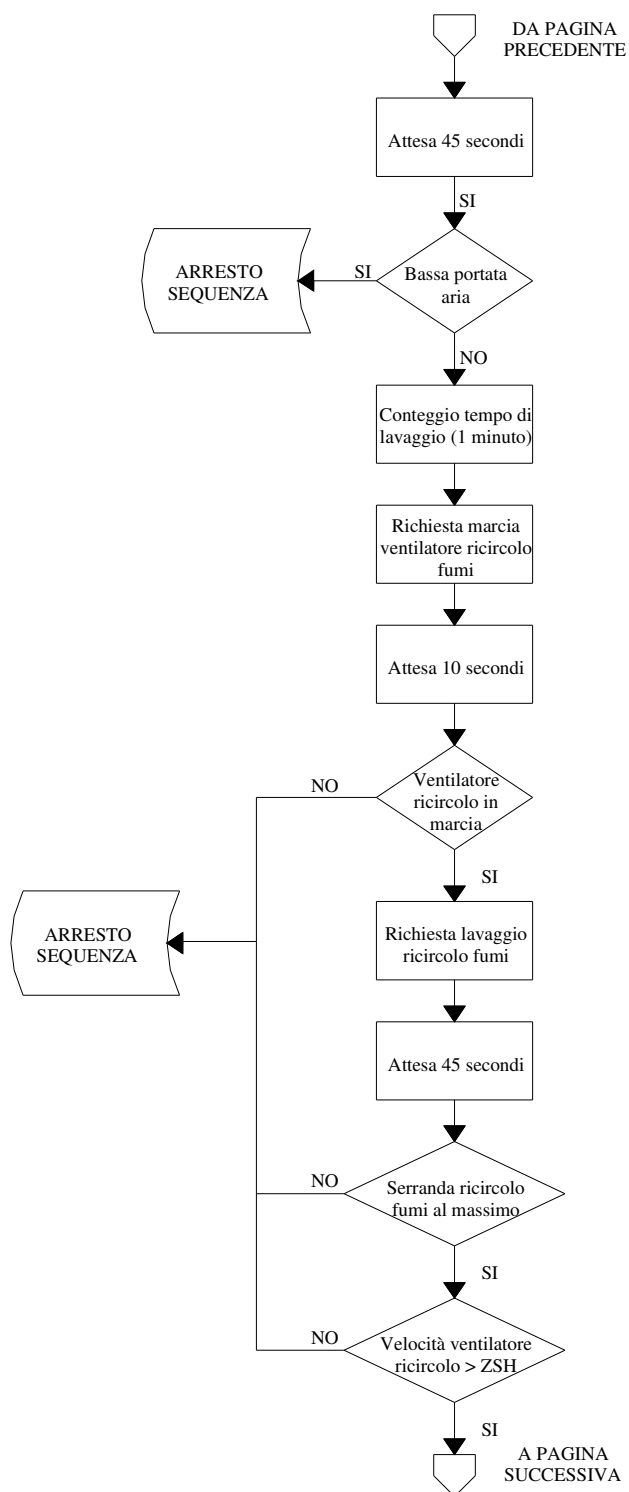 DA PAGINA
PRECEDENTE
Attesa 45 secondi
SI
Bassa portata
aria
SI
ARRESTO
SEQUENZA
NO
Conteggio tempo di
lavaggio (1 minuto)
Richiesta marcia
ventilatore ricircolo
fumi
Attesa 10 secondi
Ventilatore
ricircolo in
marcia
NO
SI
ARRESTO
SEQUENZA
Richiesta lavaggio
ricircolo fumi
Attesa 45 secondi
Serranda ricircolo
fumi al massimo
NO
SI
Velocità ventilatore
ricircolo > ZSH
NO
SI
A PAGINA
SUCCESSIVA